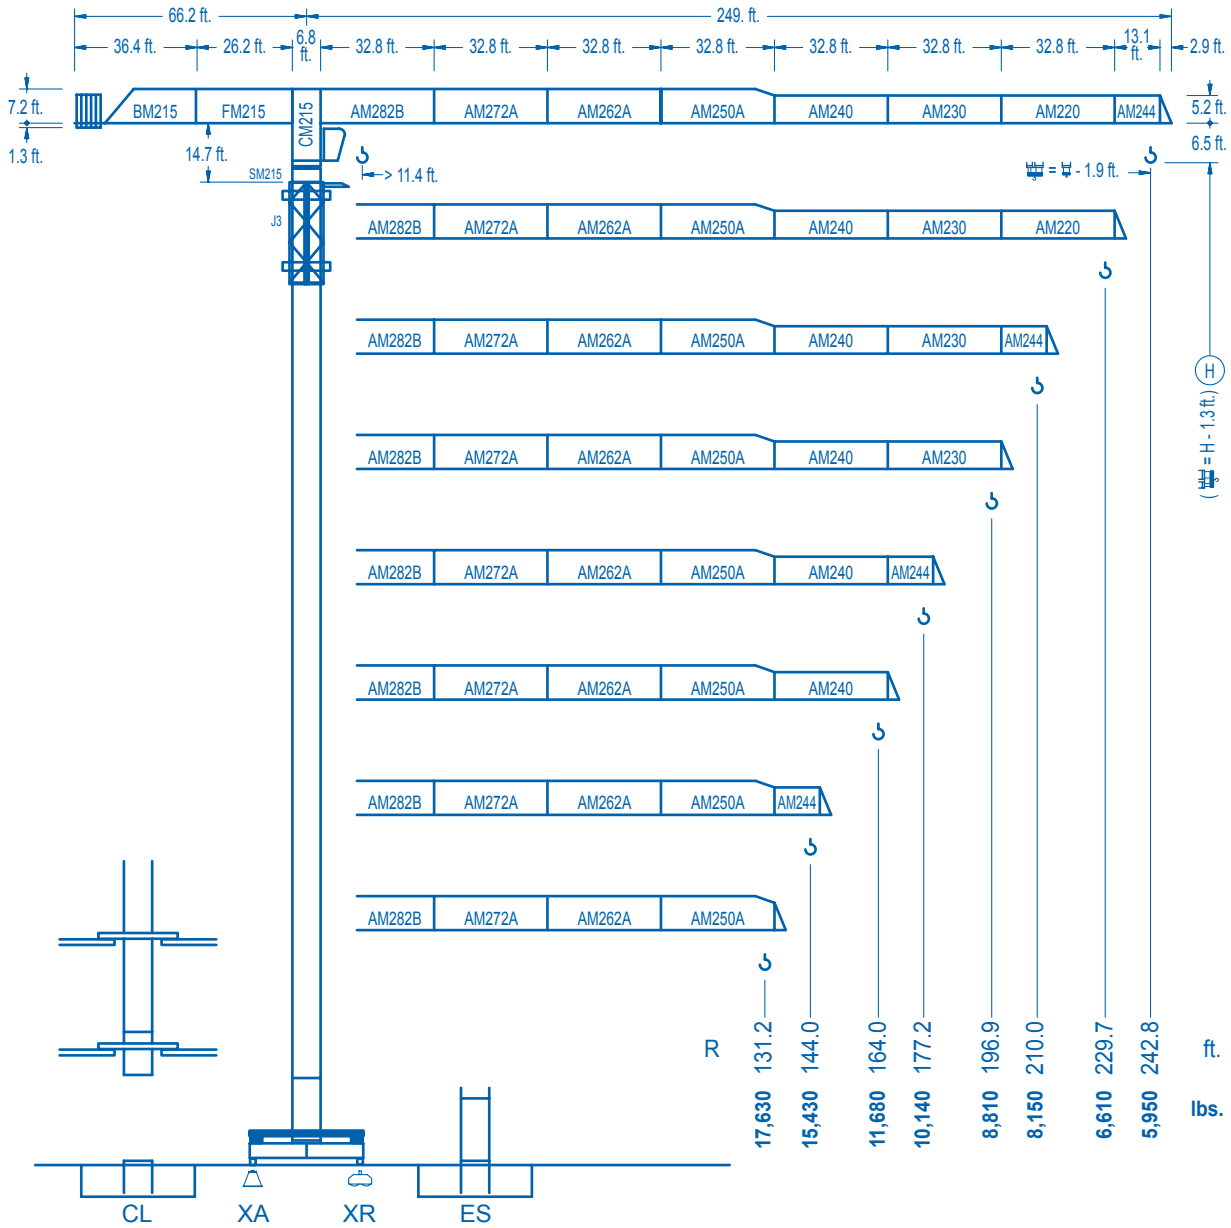 66.2 ft. 249. ft.
36.4 ft. 26.2 ft. 6.8 ft. 32.8 ft. 32.8 ft. 32.8 ft. 32.8 ft. 32.8 ft. 32.8 ft. 32.8 ft. 13.1 ft. 2.9 ft.
7.2 ft. BM215 FM215 CM215 AM282B AM272A AM262A AM250A AM240 AM230 AM220 AM244 5.2 ft.
1.3 ft. 14.7 ft. 6.5 ft.
SM215 > 11.4 ft. = - 1.9 ft.
J3 AM282B AM272A AM262A AM250A AM240 AM230 AM220
AM282B AM272A AM262A AM250A AM240 AM230 AM244
H
( = H - 1.3 ft.)
AM282B AM272A AM262A AM250A AM240 AM230
AM282B AM272A AM262A AM250A AM240 AM244
AM282B AM272A AM262A AM250A AM240
AM282B AM272A AM262A AM250A AM244
AM282B AM272A AM262A AM250A
R 131.2 144.0 164.0 177.2 196.9 210.0 229.7 242.8 ft.
17,630 15,430 11,680 10,140 8,810 8,150 6,610 5,950 lbs.
CL XA XR ES